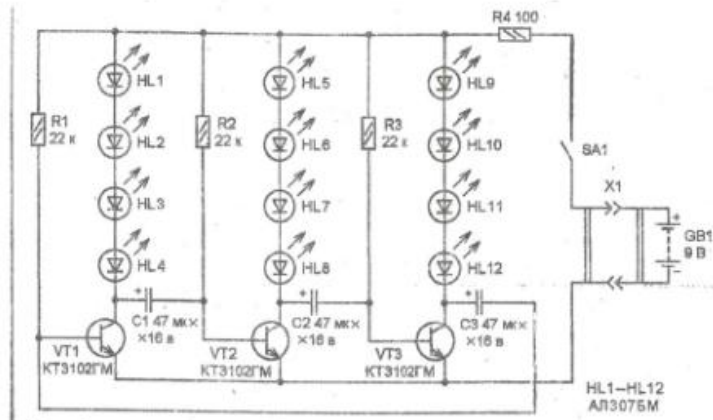 R4 100
HL1
HL5
HL9
R1
22 к
R2
22 к
R3
22 к
HL2
HL6
HL10
SA1
X1
HL3
HL7
HL11
GB1
9 В
HL4
HL8
HL12
C1 47 мк ×
×16 в
C2 47 мк ×
×16 в
C3 47 мк ×
×16 в
VT1
КТ3102ГМ
VT2
КТ3102ГМ
VT3
КТ3102ГМ
HL1–HL12
АЛ307БМ